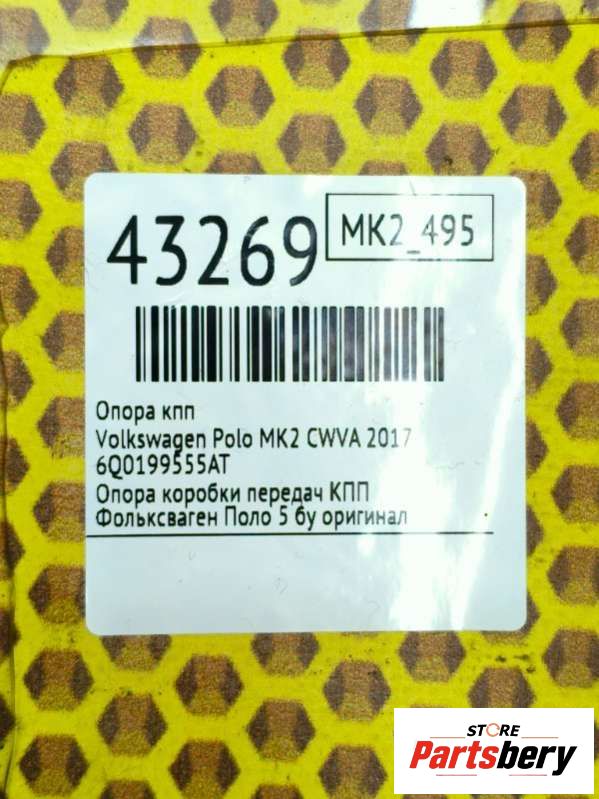 43269
MK2_495
Опора кпп
Volkswagen Polo MK2 CWVA 2017
6Q0199555AT
Опора коробки передач КПП
Фольксваген Поло 5 бу оригинал
STORE
Partsbery